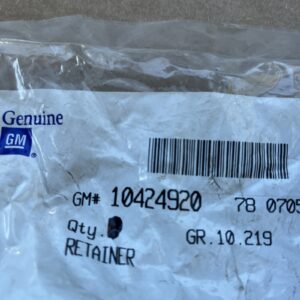 Genuine
GM
GM# 10424920 78 0705
Qty.
GR.10.219
RETAINER